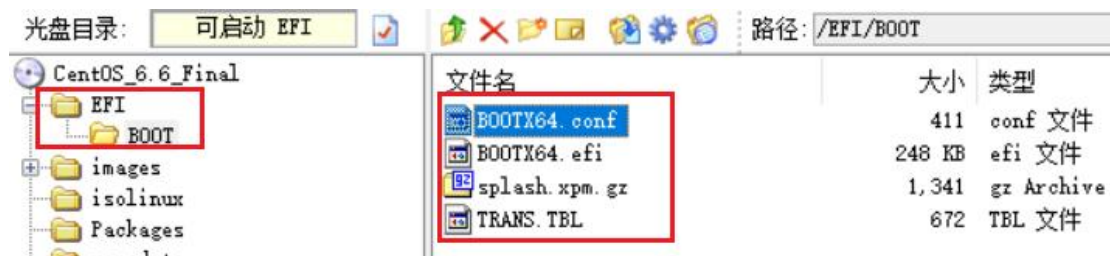 光盘目录: 可启动 EFI 路径: /EFI/BOOT
CentOS_6.6_Final
EFI
BOOT
images
isolinux
Packages
文件名 大小 类型
BOOTX64.conf 411 conf 文件
BOOTX64.efi 248 KB efi 文件
splash.xpm.gz 1,341 gz Archive
TRANS.TBL 672 TBL 文件